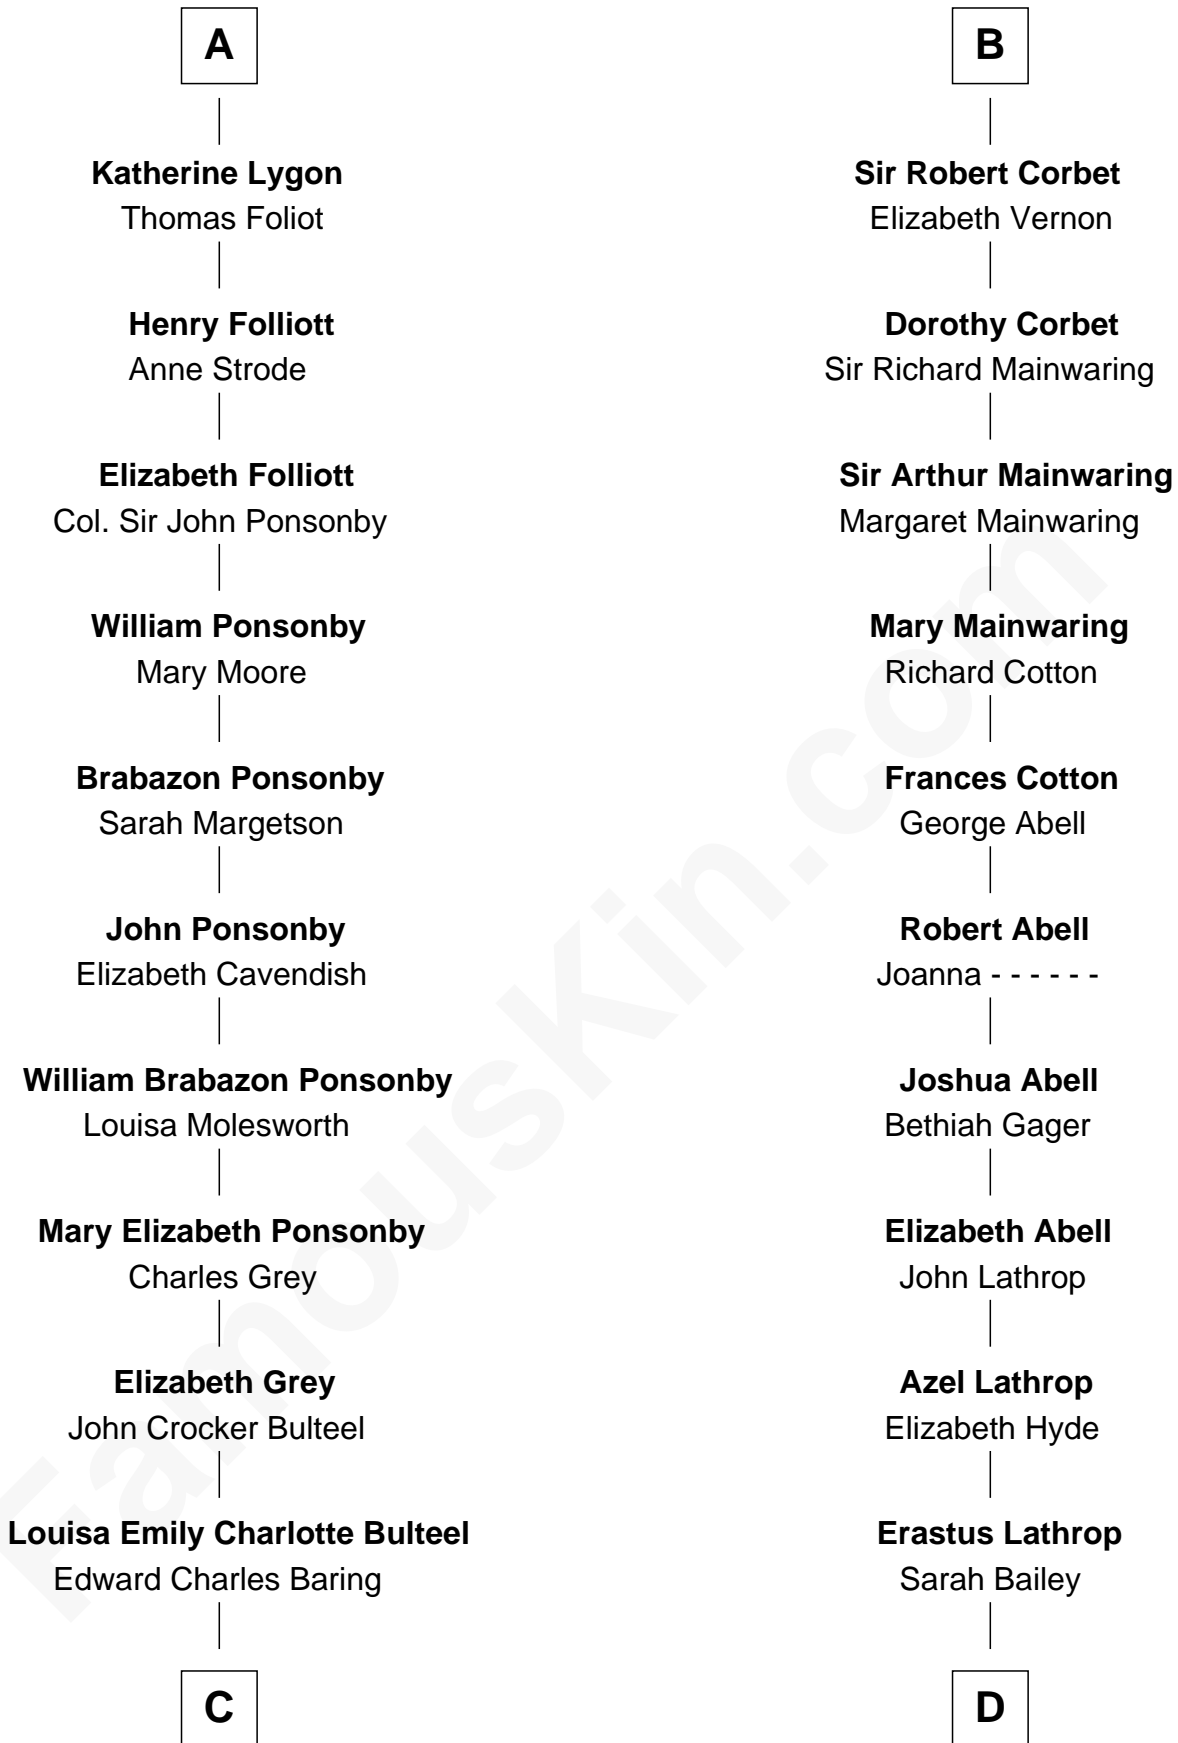 A
Katherine Lygon
Thomas Foliot
Henry Folliott
Anne Strode
Elizabeth Folliott
Col. Sir John Ponsonby
William Ponsonby
Mary Moore
Brabazon Ponsonby
Sarah Margetson
John Ponsonby
Elizabeth Cavendish
William Brabazon Ponsonby
Louisa Molesworth
Mary Elizabeth Ponsonby
Charles Grey
Elizabeth Grey
John Crocker Bulteel
Louisa Emily Charlotte Bulteel
Edward Charles Baring
C
B
Sir Robert Corbet
Elizabeth Vernon
Dorothy Corbet
Sir Richard Mainwaring
Sir Arthur Mainwaring
Margaret Mainwaring
Mary Mainwaring
Richard Cotton
Frances Cotton
George Abell
Robert Abell
Joanna - - - - - -
Joshua Abell
Bethiah Gager
Elizabeth Abell
John Lathrop
Azel Lathrop
Elizabeth Hyde
Erastus Lathrop
Sarah Bailey
D
FamousKin.com